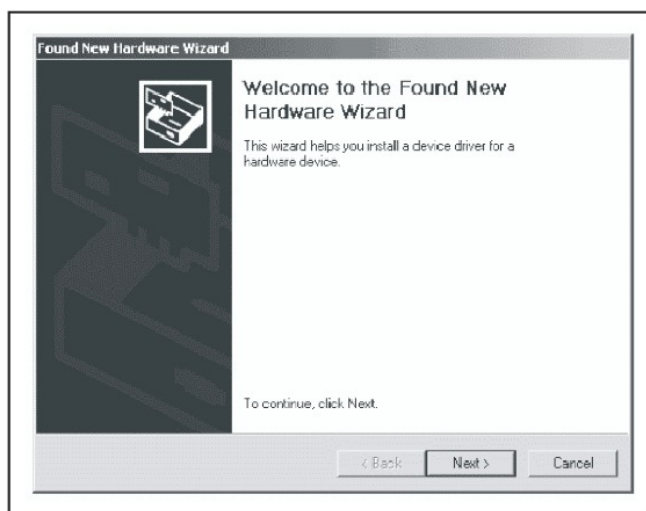 Found New Hardware Wizard
Welcome to the Found New
Hardware Wizard
This wizard helps you install a device driver for a
hardware device.
To continue, click Next.
< Back
Next >
Cancel